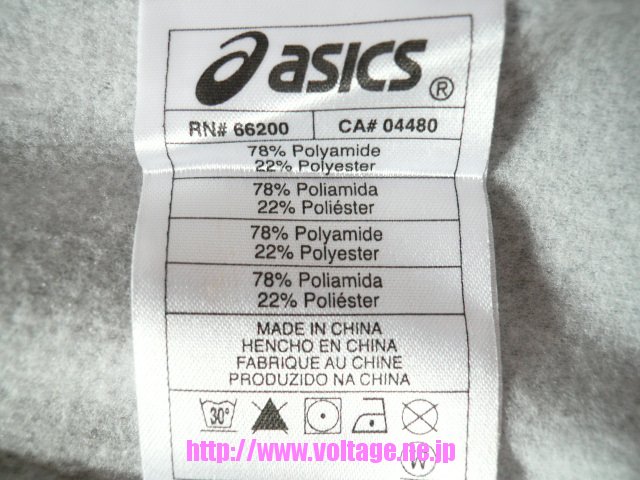 asics®
RN# 66200 CA# 04480
78% Polyamide
22% Polyester
78% Poliamida
22% Poliéster
78% Polyamide
22% Polyester
78% Poliamida
22% Poliéster
MADE IN CHINA
HENCHO EN CHINA
FABRIQUE AU CHINE
PRODUZIDO NA CHINA
30°
http://www.voltage.ne.jp
W